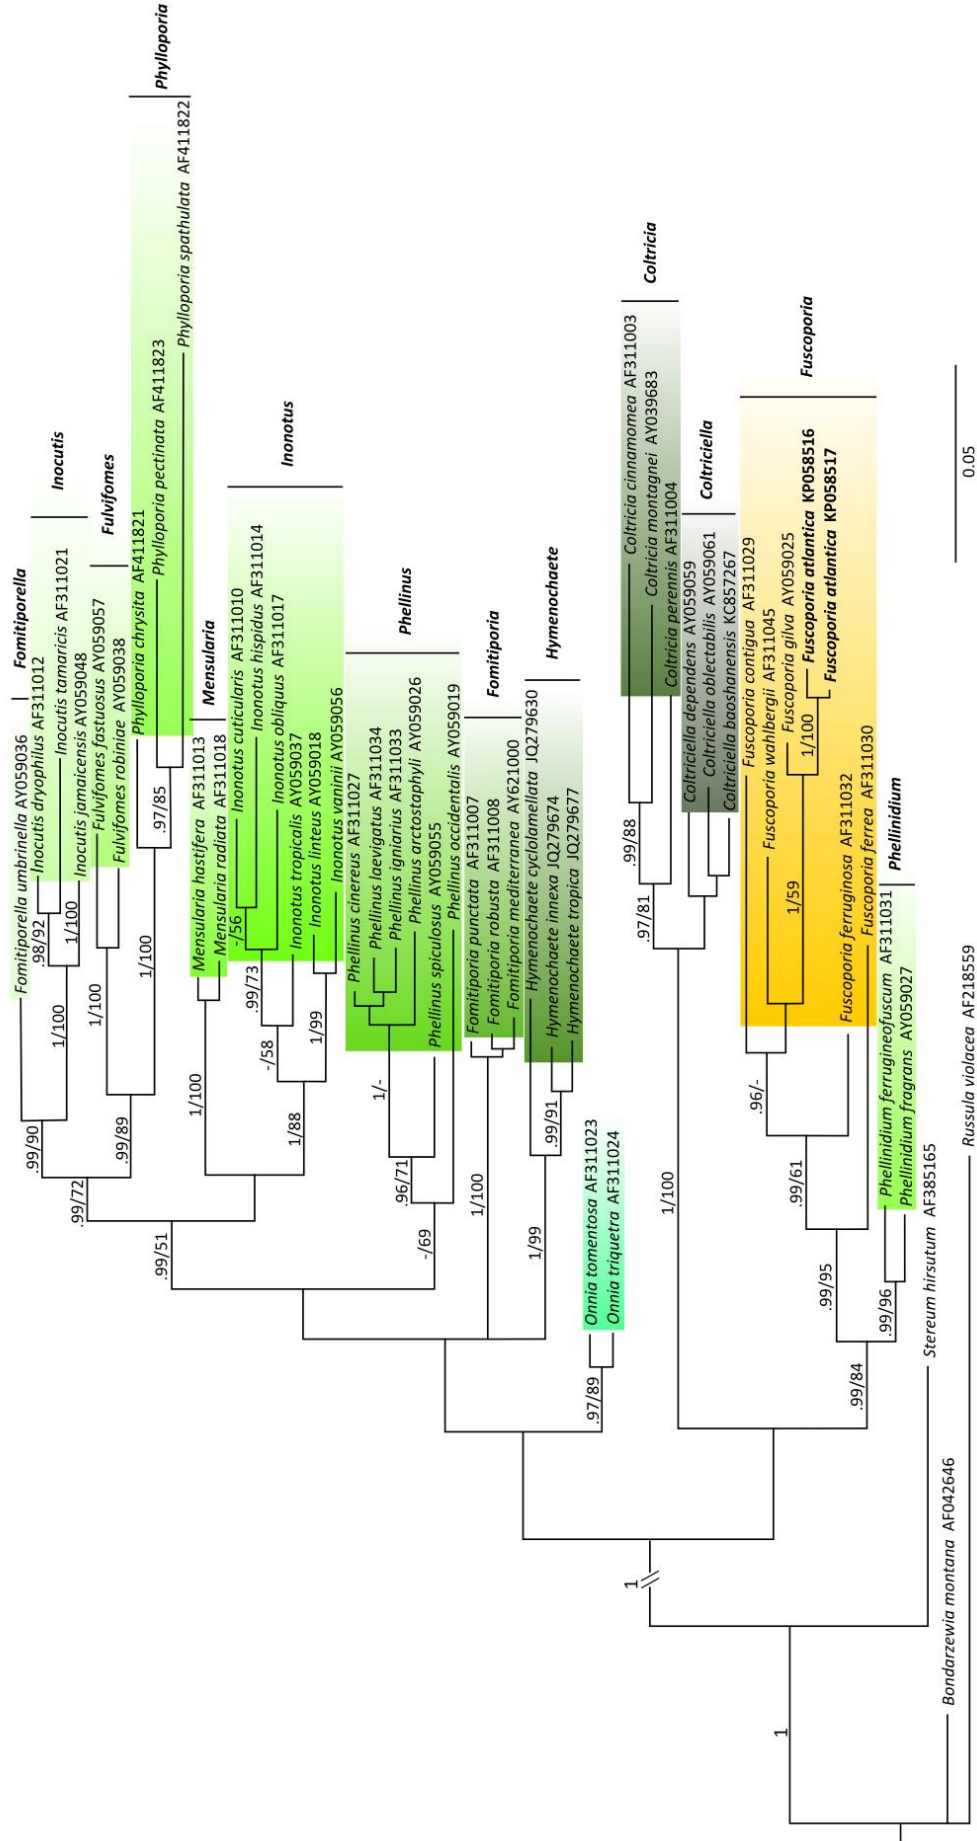 Fomitiporella umbrinella AY059036
Fomitiporella
Inocutis dryophilus AF311012
Inocutis tamaricis AF311021
Inocutis jamaicensis AY059048
Inocutis
Fulvifomes fastuosus AY059057
Fulvifomes robiniae AY059038
Fulvifomes
Phylloporia chrysita AF411821
Phylloporia pectinata AF411823
Phylloporia spathulata AF411822
Phylloporia
Mensularia hastifera AF311013
Mensularia radiata AF311018
Mensularia
Inonotus cuticularis AF311010
Inonotus hispidus AF311014
Inonotus obliquus AF311017
Inonotus tropicalis AY059037
Inonotus linteus AY059018
Inonotus vaninii AY059056
Inonotus
Phellinus cinereus AF311027
Phellinus laevigatus AF311034
Phellinus igniarius AF311033
Phellinus arctostaphyli AY059026
Phellinus spiculosus AY059055
Phellinus occidentalis AY059019
Phellinus
Fomitiporia punctata AF311007
Fomitiporia robusta AF311008
Fomitiporia mediterranea AY621000
Fomitiporia
Hymenochaete cyclolamellata JQ279630
Hymenochaete innexa JQ279674
Hymenochaete tropica JQ279677
Hymenochaete
Onnia tomentosa AF311023
Onnia triquetra AF311024
Coltricia cinnamomea AF311003
Coltricia montagnei AY039683
Coltricia perennis AF311004
Coltricia
Coltriciella dependens AY059059
Coltriciella oblectabilis AY059061
Coltriciella baoshanensis KC857267
Coltriciella
Fuscoporia contigua AF311029
Fuscoporia wahlbergii AF311045
Fuscoporia gilva AY059025
Fuscoporia atlantica KP058516
Fuscoporia atlantica KP058517
Fuscoporia ferruginosa AF311032
Fuscoporia ferrea AF311030
Fuscoporia
Phellinidium ferrugineofuscum AF311031
Phellinidium fragrans AY059027
Phellinidium
Stereum hirsutum AF385165
Bondarzewia montana AF042646
Russula violacea AF218559
.99/90
.98/92
1/100
1/100
.99/72
1/100
.99/89
1/100
.97/85
.99/51
1/100
-/56
.99/73
-/58
1/99
1/88
1/-
.96/71
-/69
1/100
1/99
.99/91
.97/89
.99/88
.97/81
1/100
1/100
1/59
.96/-
.99/61
.99/95
.99/96
.99/84
1
1
0.05